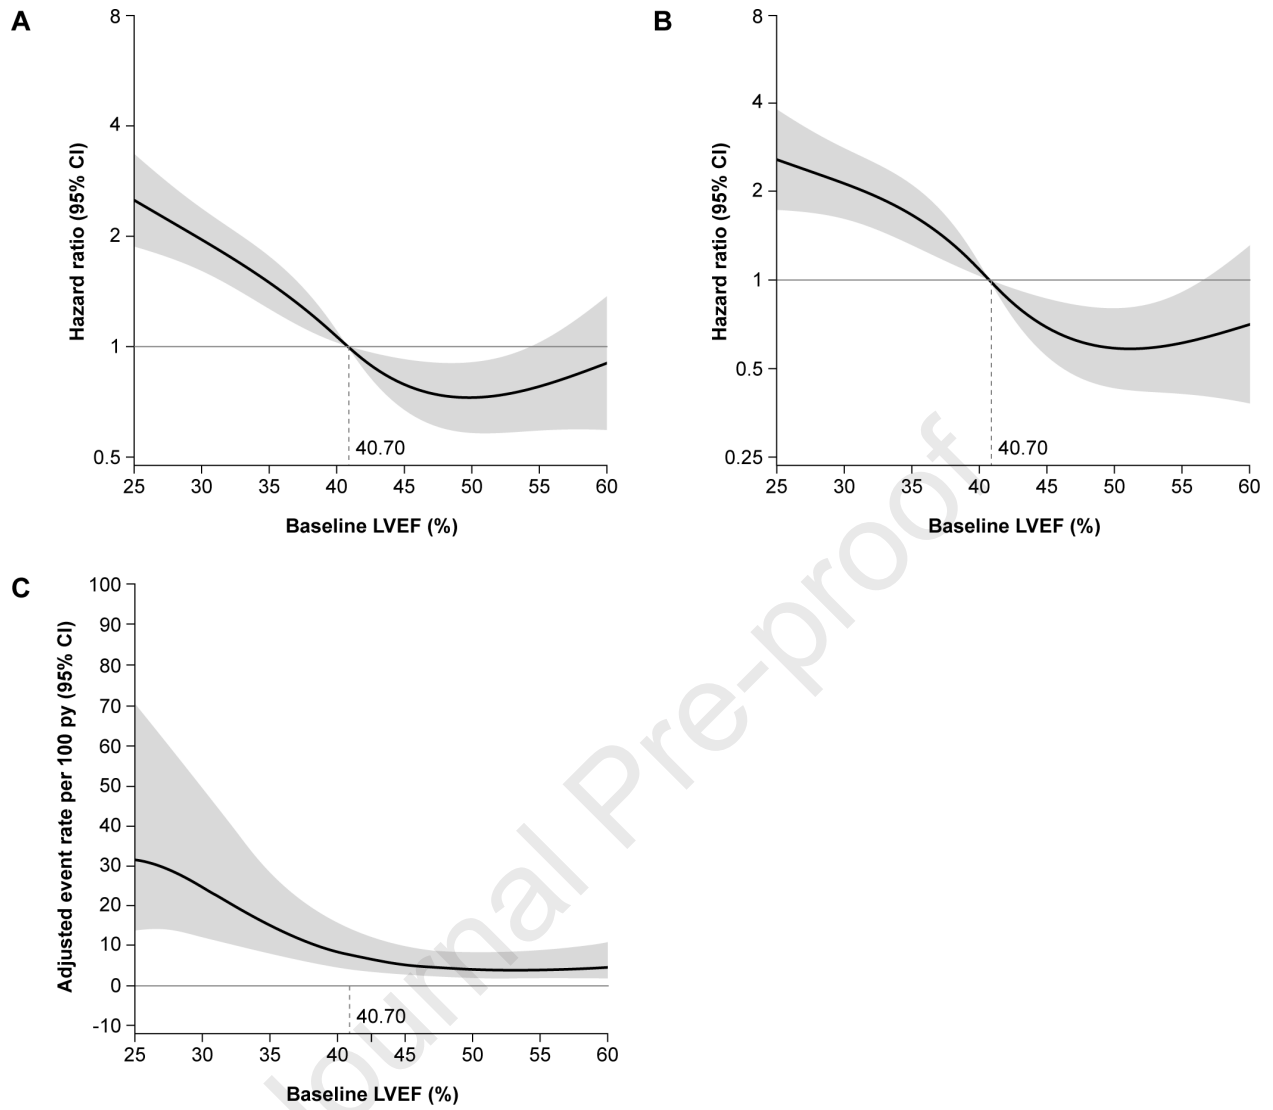 A
8
4
2
1
0.5
Hazard ratio (95% CI)
40.70
25 30 35 40 45 50 55 60
Baseline LVEF (%)
B
8
4
2
1
0.5
0.25
Hazard ratio (95% CI)
40.70
25 30 35 40 45 50 55 60
Baseline LVEF (%)
C
100
90
80
70
60
50
40
30
20
10
0
-10
Adjusted event rate per 100 py (95% CI)
40.70
25 30 35 40 45 50 55 60
Baseline LVEF (%)
Journal Pre-proof